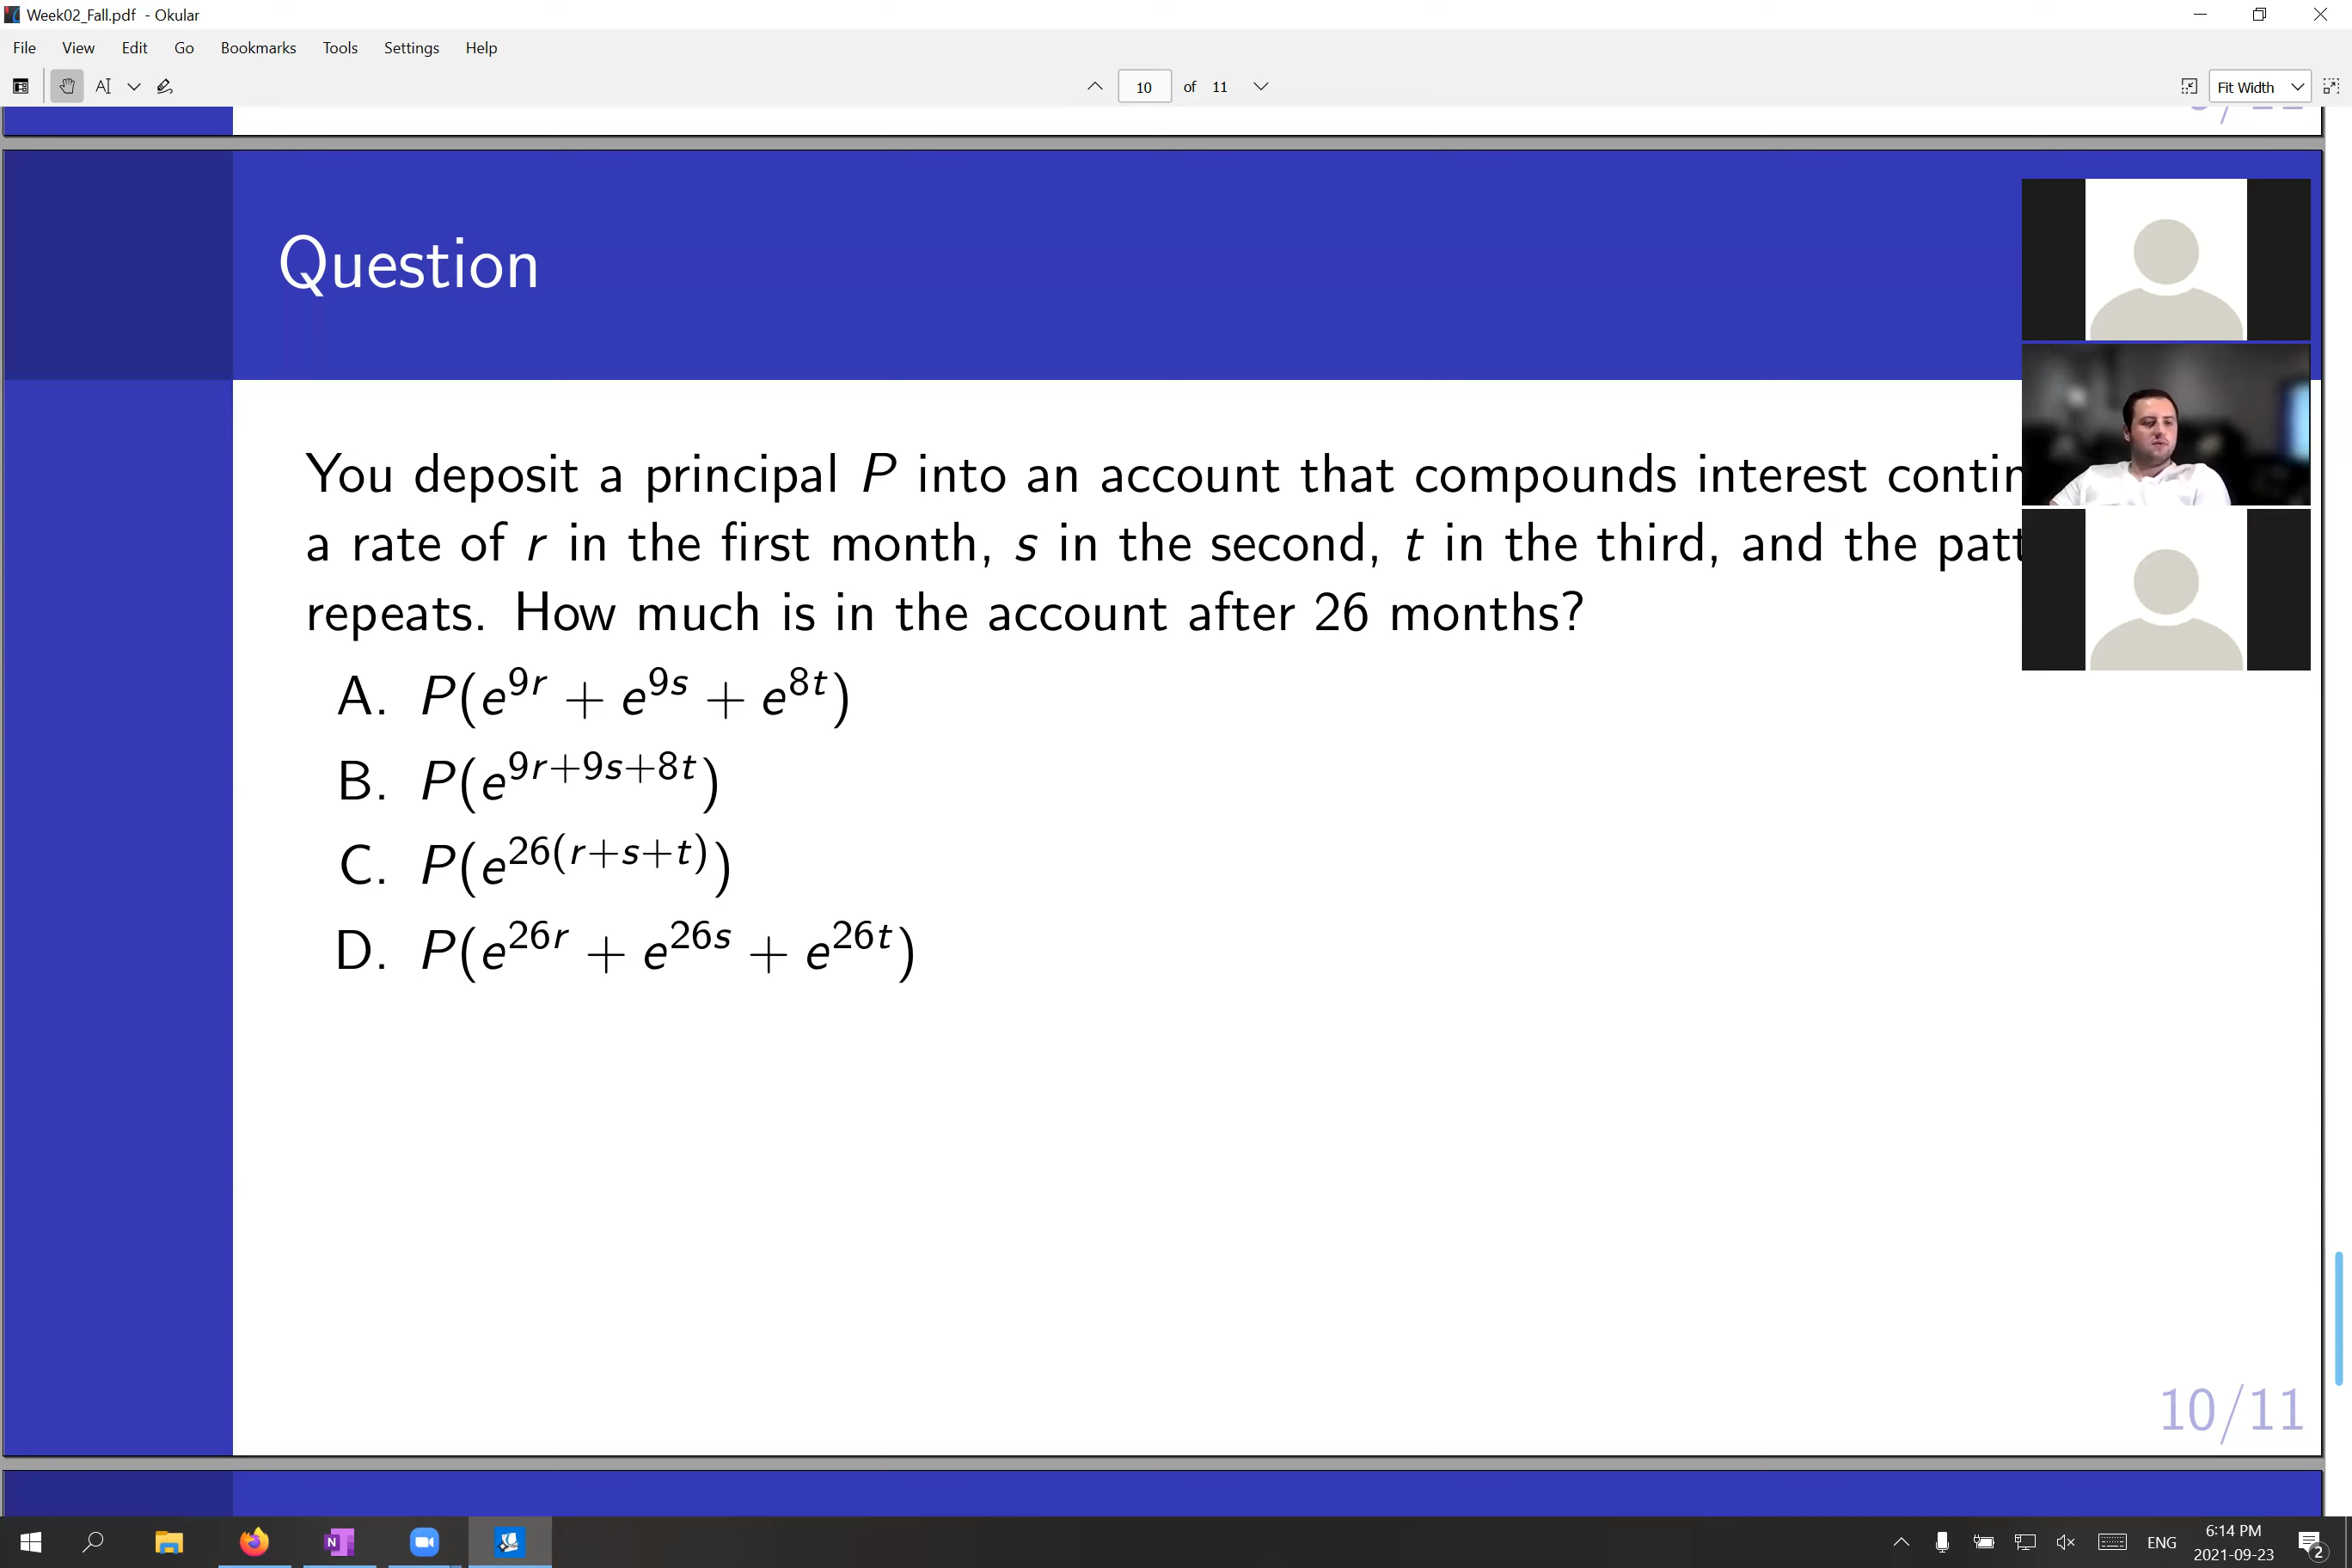 Week02_Fall.pdf - Okular
File View Edit Go Bookmarks Tools Settings Help
10 of 11
Fit Width
Question
You deposit a principal P into an account that compounds interest
a rate of r in the first month, s in the second, t in the third, and the
repeats. How much is in the account after 26 months?
A. P(e^{9r} + e^{9s} + e^{8t})
B. P(e^{9r+9s+8t})
C. P(e^{26(r+s+t)})
D. P(e^{26r} + e^{26s} + e^{26t})
10/11
N
ENG
6:14 PM
2021-09-23
2